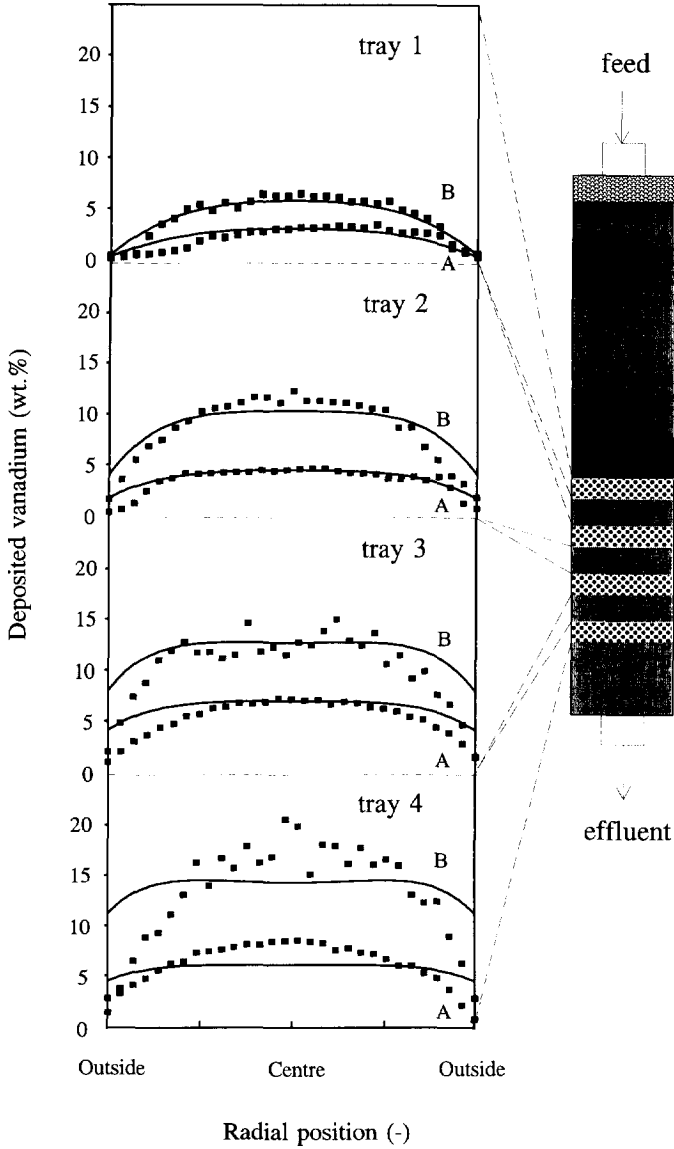 tray 1
20
15
10
5
0
B
A
tray 2
20
15
10
5
0
B
A
tray 3
20
15
10
5
0
B
A
tray 4
20
15
10
5
0
B
A
Deposited vanadium (wt.%)
Outside
Centre
Outside
Radial position (-)
feed
effluent